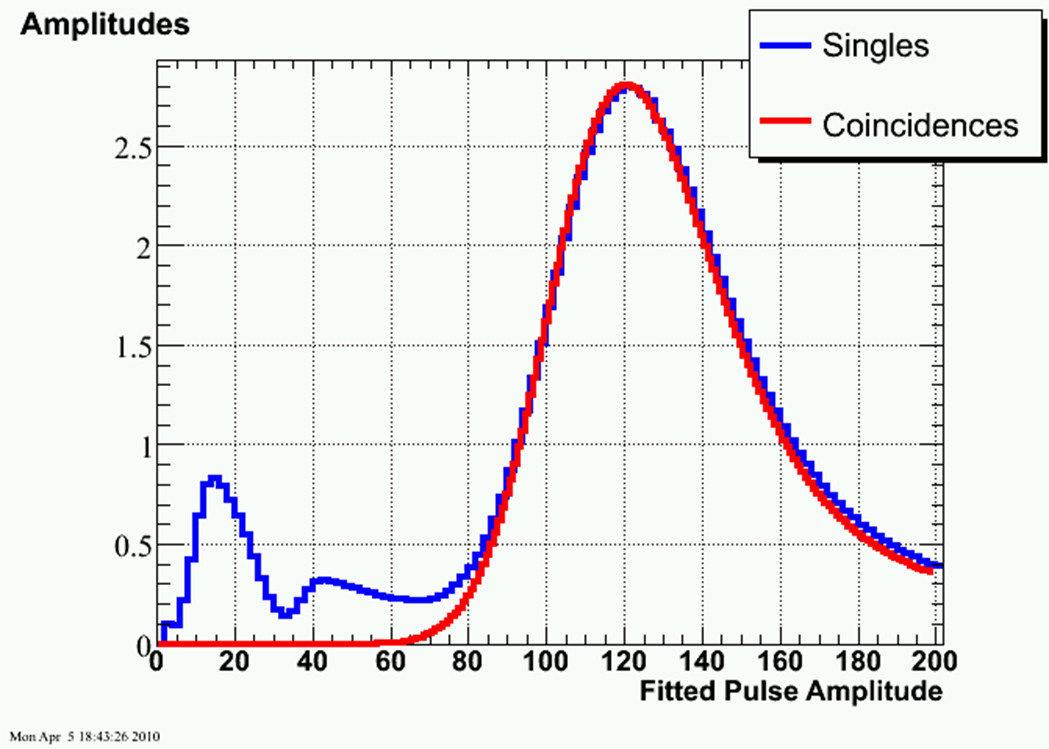 Amplitudes
Singles
Coincidences
2.5
2
1.5
1
0.5
0
0 20 40 60 80 100 120 140 160 180 200
Fitted Pulse Amplitude
Mon Apr 5 18:43:26 2010